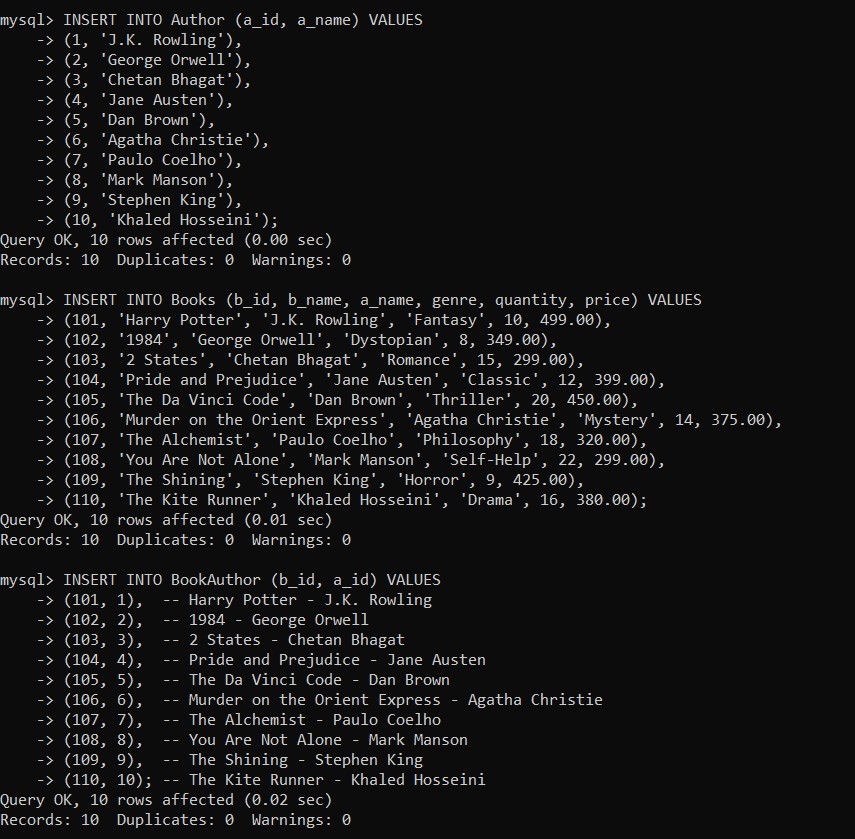 mysql> INSERT INTO Author (a_id, a_name) VALUES
    -> (1, 'J.K. Rowling'),
    -> (2, 'George Orwell'),
    -> (3, 'Chetan Bhagat'),
    -> (4, 'Jane Austen'),
    -> (5, 'Dan Brown'),
    -> (6, 'Agatha Christie'),
    -> (7, 'Paulo Coelho'),
    -> (8, 'Mark Manson'),
    -> (9, 'Stephen King'),
    -> (10, 'Khaled Hosseini');
Query OK, 10 rows affected (0.00 sec)
Records: 10  Duplicates: 0  Warnings: 0

mysql> INSERT INTO Books (b_id, b_name, a_name, genre, quantity, price) VALUES
    -> (101, 'Harry Potter', 'J.K. Rowling', 'Fantasy', 10, 499.00),
    -> (102, '1984', 'George Orwell', 'Dystopian', 8, 349.00),
    -> (103, '2 States', 'Chetan Bhagat', 'Romance', 15, 299.00),
    -> (104, 'Pride and Prejudice', 'Jane Austen', 'Classic', 12, 399.00),
    -> (105, 'The Da Vinci Code', 'Dan Brown', 'Thriller', 20, 450.00),
    -> (106, 'Murder on the Orient Express', 'Agatha Christie', 'Mystery', 14, 375.00),
    -> (107, 'The Alchemist', 'Paulo Coelho', 'Philosophy', 18, 320.00),
    -> (108, 'You Are Not Alone', 'Mark Manson', 'Self-Help', 22, 299.00),
    -> (109, 'The Shining', 'Stephen King', 'Horror', 9, 425.00),
    -> (110, 'The Kite Runner', 'Khaled Hosseini', 'Drama', 16, 380.00);
Query OK, 10 rows affected (0.01 sec)
Records: 10  Duplicates: 0  Warnings: 0

mysql> INSERT INTO BookAuthor (b_id, a_id) VALUES
    -> (101, 1),  -- Harry Potter - J.K. Rowling
    -> (102, 2),  -- 1984 - George Orwell
    -> (103, 3),  -- 2 States - Chetan Bhagat
    -> (104, 4),  -- Pride and Prejudice - Jane Austen
    -> (105, 5),  -- The Da Vinci Code - Dan Brown
    -> (106, 6),  -- Murder on the Orient Express - Agatha Christie
    -> (107, 7),  -- The Alchemist - Paulo Coelho
    -> (108, 8),  -- You Are Not Alone - Mark Manson
    -> (109, 9),  -- The Shining - Stephen King
    -> (110, 10); -- The Kite Runner - Khaled Hosseini
Query OK, 10 rows affected (0.02 sec)
Records: 10  Duplicates: 0  Warnings: 0